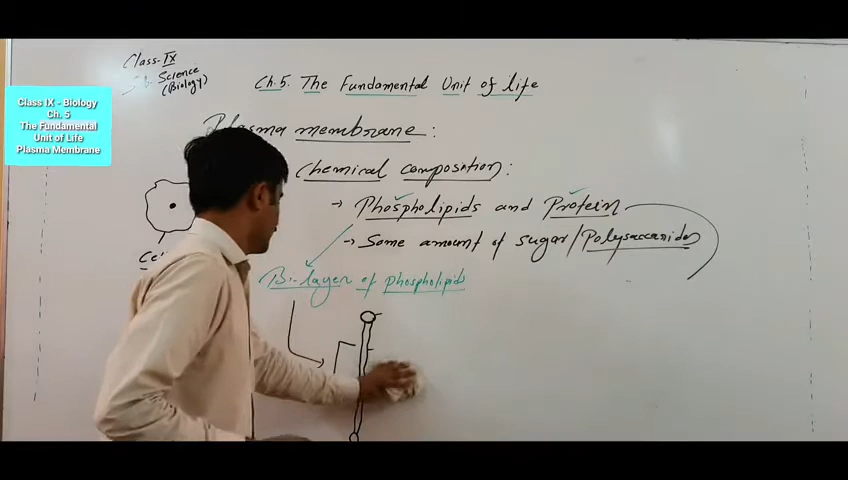 Class-IX
Science
(Biology)
Ch.5. The Fundamental Unit of life
Class IX - Biology
Ch. 5
The Fundamental
Unit of Life
Plasma Membrane
Plasma membrane :
Chemical composition :
→ Phospholipids and Protein
→ Some amount of sugar/Polysaccarides
Bi-layer of phospholipids